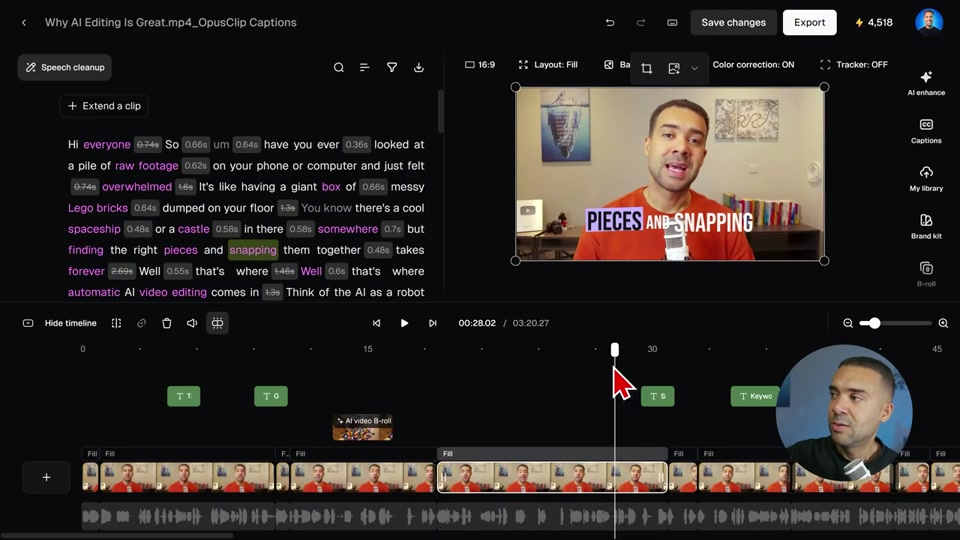 Why AI Editing Is Great.mp4_OpusClip Captions
Save changes
Export
4,518
Speech cleanup
16:9
Layout: Fill
Ba
Color correction: ON
Tracker: OFF
AI enhance
Captions
My library
Brand kit
B-roll
+ Extend a clip
Hi everyone 0.74s So 0.66s um 0.64s have you ever 0.36s looked at
a pile of raw footage 0.62s on your phone or computer and just felt
0.74s overwhelmed 1.6s It's like having a giant box of 0.66s messy
Lego bricks 0.64s dumped on your floor 1.3s You know there's a cool
spaceship 0.48s or a castle 0.58s in there 0.58s somewhere 0.7s but
finding the right pieces and snapping them together 0.48s takes
forever 2.69s Well 0.55s that's where 1.46s Well 0.6s that's where
automatic AI video editing comes in 1.3s Think of the AI as a robot
PIECES AND SNAPPING
Hide timeline
00:28.02 / 03:20.27
0 15 30 45
T T
T G
T S
T Keywc
AI video B-roll
Fill Fill F.. Fill Fill Fill Fill
+